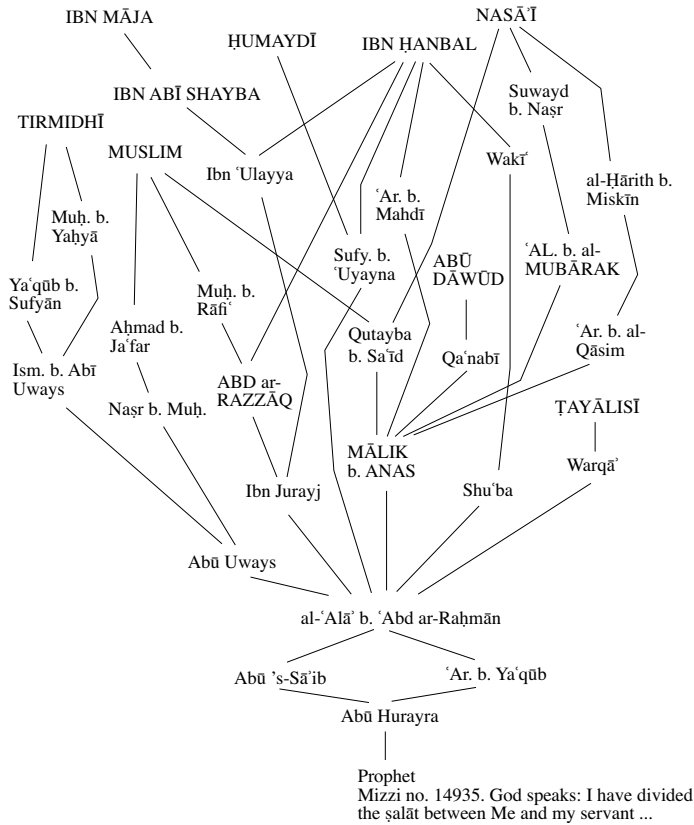 IBN MĀJA
NASĀʾĪ
ḤUMAYDĪ
IBN ḤANBAL
IBN ABĪ SHAYBA
Suwayd
b. Naṣr
TIRMIDHĪ
MUSLIM
Ibn ʿUlayya
Wakīʿ
al-Ḥārith b.
Miskīn
ʿAr. b.
Mahdī
Muḥ. b.
Yaḥyā
Sufy. b.
ʿUyayna
ABŪ
DĀWŪD
ʿAL. b. al-
MUBĀRAK
Yaʿqūb b.
Sufyān
Muḥ. b.
Rāfiʿ
Aḥmad b.
Jaʿfar
Qutayba
b. Saʿīd
ʿAr. b. al-
Qāsim
Ism. b. Abī
Uways
ABD ar-
RAZZĀQ
Qaʿnabī
Naṣr b. Muḥ.
ṬAYĀLISĪ
MĀLIK
b. ANAS
Warqāʾ
Ibn Jurayj
Shuʿba
Abū Uways
al-ʿAlāʾ b. ʿAbd ar-Raḥmān
Abū ʾs-Sāʾib
ʿAr. b. Yaʿqūb
Abū Hurayra
Prophet
Mizzi no. 14935. God speaks: I have divided
the ṣalāt between Me and my servant ...